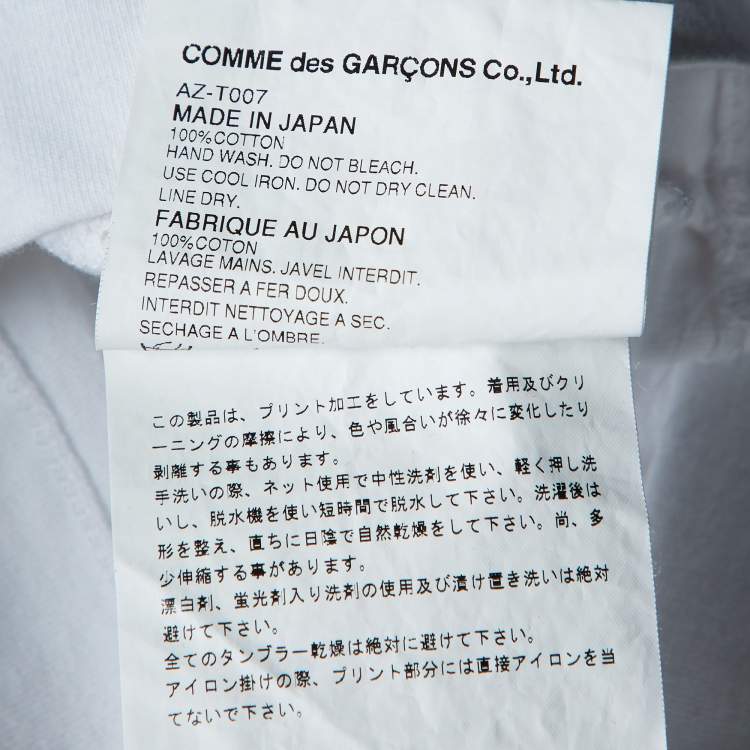 COMME des GARÇONS Co.,Ltd.
AZ-T007
MADE IN JAPAN
100%COTTON
HAND WASH. DO NOT BLEACH.
USE COOL IRON. DO NOT DRY CLEAN.
LINE DRY.
FABRIQUE AU JAPON
100%COTON
LAVAGE MAINS. JAVEL INTERDIT.
REPASSER A FER DOUX.
INTERDIT NETTOYAGE A SEC.
SECHAGE A L'OMBRE.
この製品は、プリント加工をしています。着用及びクリ
ーニングの摩擦により、色や風合いが徐々に変化したり
剥離する事もあります。
手洗いの際、ネット使用で中性洗剤を使い、軽く押し洗
いし、脱水機を使い短時間で脱水して下さい。洗濯後は
形を整え、直ちに日陰で自然乾燥をして下さい。尚、多
少伸縮する事があります。
漂白剤、蛍光剤入り洗剤の使用及び漬け置き洗いは絶対
避けて下さい。
全てのタンブラー乾燥は絶対に避けて下さい。
アイロン掛けの際、プリント部分には直接アイロンを当
てないで下さい。